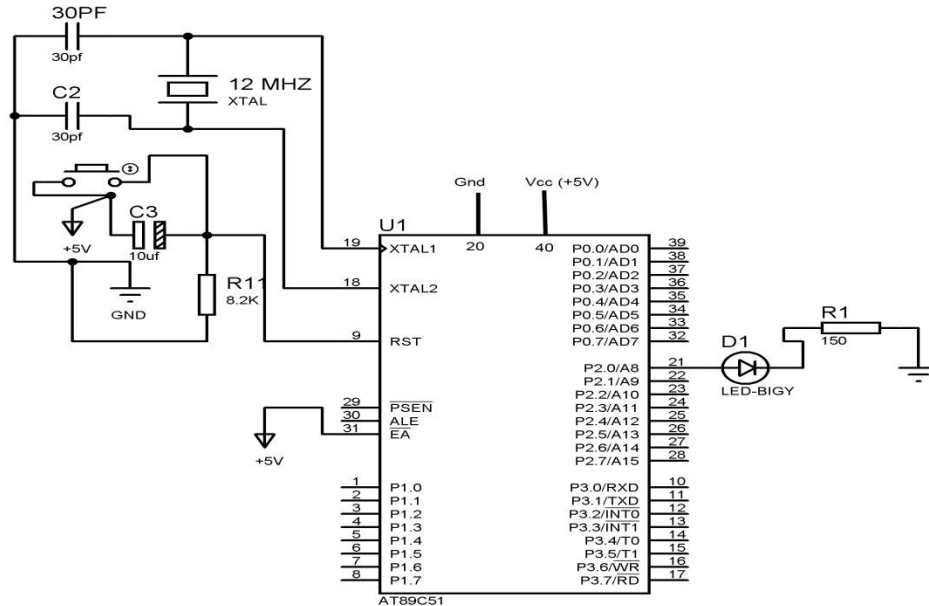 30PF
30pf
12 MHZ
XTAL
C2
30pf
+5V
C3
10uf
GND
R11
8.2K
+5V
U1
Gnd
Vcc (+5V)
20
40
19 XTAL1
18 XTAL2
9 RST
29 PSEN
30 ALE
31 EA
1 P1.0
2 P1.1
3 P1.2
4 P1.3
5 P1.4
6 P1.5
7 P1.6
8 P1.7
P0.0/AD0 39
P0.1/AD1 38
P0.2/AD2 37
P0.3/AD3 36
P0.4/AD4 35
P0.5/AD5 34
P0.6/AD6 33
P0.7/AD7 32
P2.0/A8 21
P2.1/A9 22
P2.2/A10 23
P2.3/A11 24
P2.4/A12 25
P2.5/A13 26
P2.6/A14 27
P2.7/A15 28
P3.0/RXD 10
P3.1/TXD 11
P3.2/INT0 12
P3.3/INT1 13
P3.4/T0 14
P3.5/T1 15
P3.6/WR 16
P3.7/RD 17
AT89C51
D1
LED-BIGY
R1
150